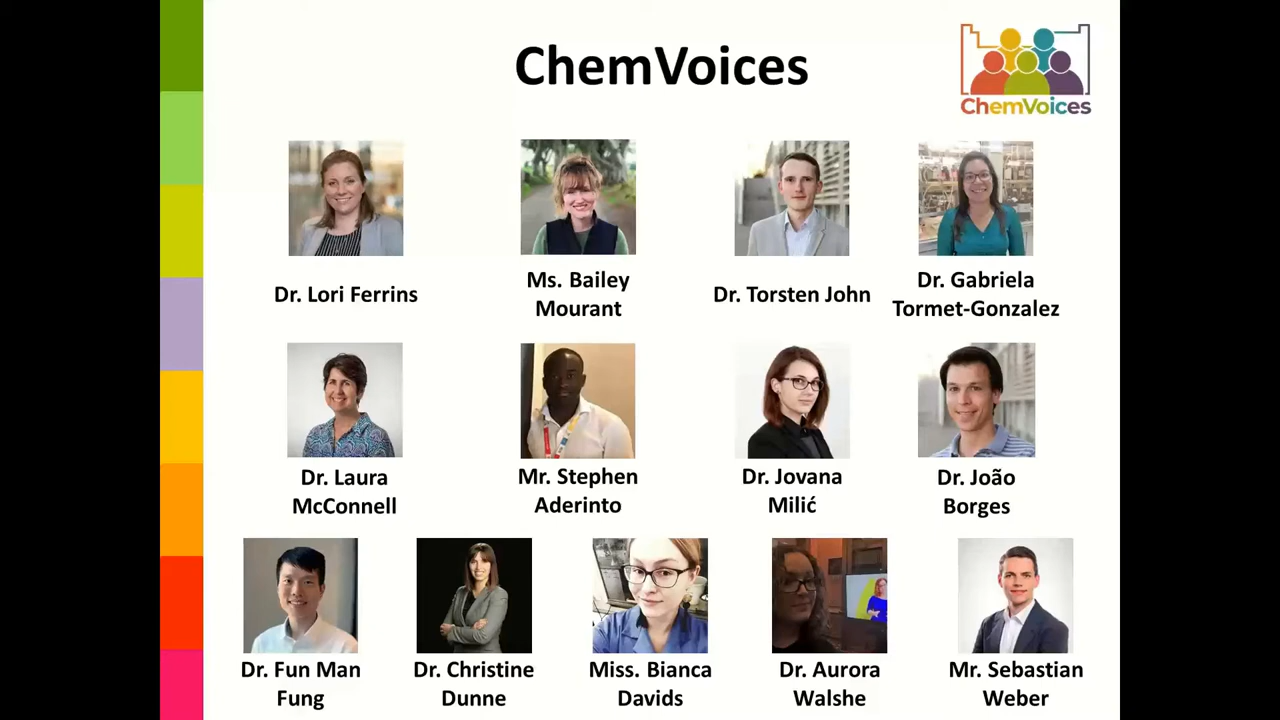 ChemVoices
ChemVoices
Dr. Lori Ferrins
Ms. Bailey
Mourant
Dr. Torsten John
Dr. Gabriela
Tormet-Gonzalez
Dr. Laura
McConnell
Mr. Stephen
Aderinto
Dr. Jovana
Milić
Dr. João
Borges
Dr. Fun Man
Fung
Dr. Christine
Dunne
Miss. Bianca
Davids
Dr. Aurora
Walshe
Mr. Sebastian
Weber